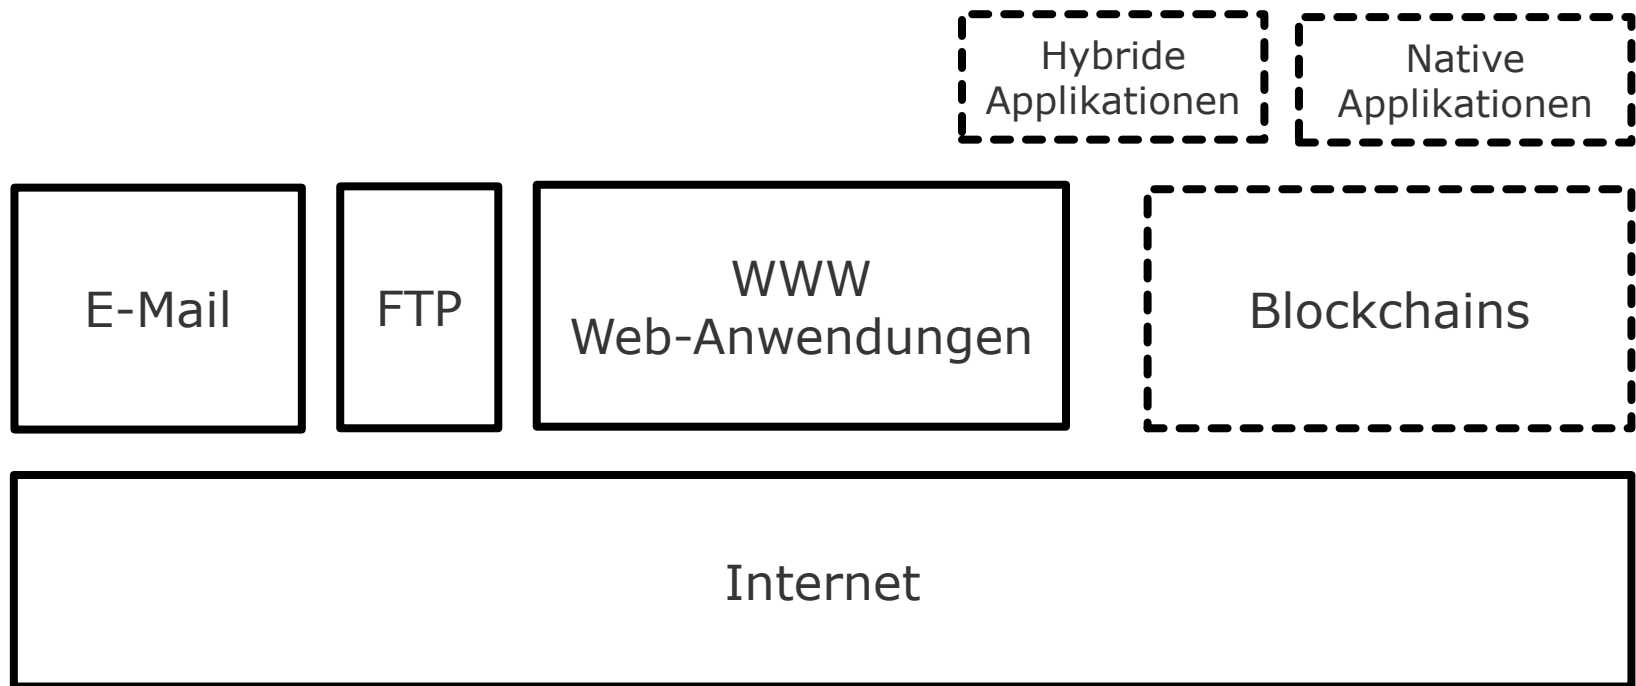 Hybride
Applikationen
Native
Applikationen
E-Mail
FTP
WWW
Web-Anwendungen
Blockchains
Internet